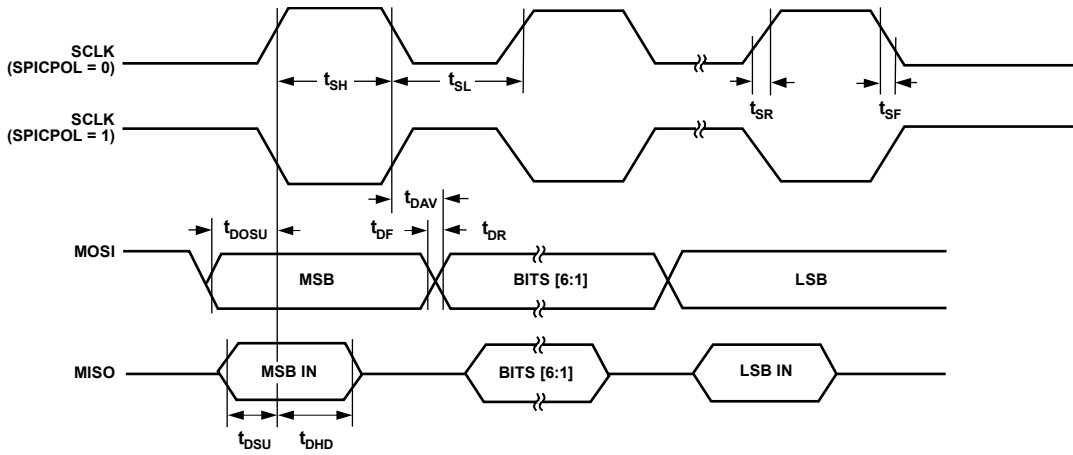 SCLK
(SPICPOL = 0)
tSH
tSL
tSR
tSF
SCLK
(SPICPOL = 1)
tDAV
tDOSU
tDF
tDR
MOSI
MSB
BITS [6:1]
LSB
MISO
MSB IN
BITS [6:1]
LSB IN
tDSU
tDHD